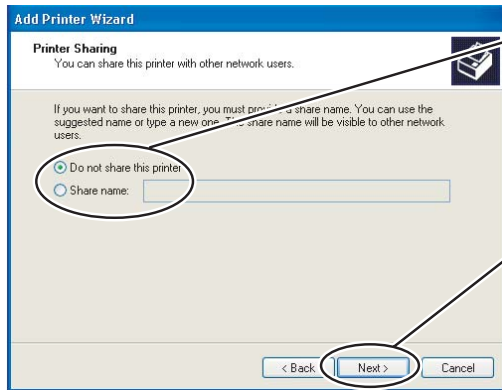 Add Printer Wizard
Printer Sharing
You can share this printer with other network users.
If you want to share this printer, you must provide a share name. You can use the
suggested name or type a new one. The share name will be visible to other network
users.
Do not share this printer
Share name:
< Back
Next >
Cancel